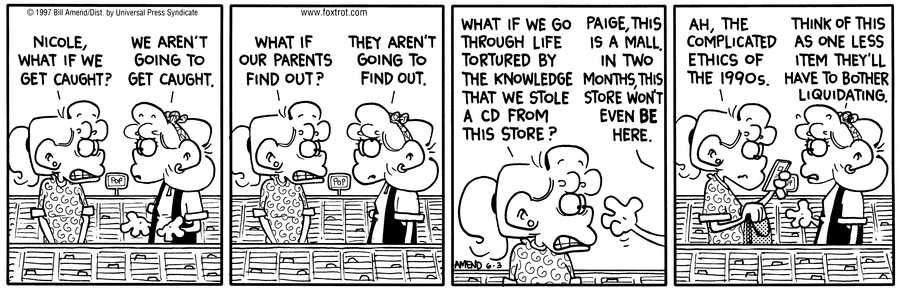 © 1997 Bill Amend/Dist. by Universal Press Syndicate
www.foxtrot.com
NICOLE,
WHAT IF WE
GET CAUGHT?
WE AREN'T
GOING TO
GET CAUGHT.
POP
WHAT IF
OUR PARENTS
FIND OUT?
THEY AREN'T
GOING TO
FIND OUT.
POP
WHAT IF WE GO
THROUGH LIFE
TORTURED BY
THE KNOWLEDGE
THAT WE STOLE
A CD FROM
THIS STORE?
PAIGE, THIS
IS A MALL.
IN TWO
MONTHS, THIS
STORE WON'T
EVEN BE
HERE.
AMEND 6-3
AH, THE
COMPLICATED
ETHICS OF
THE 1990s.
THINK OF THIS
AS ONE LESS
ITEM THEY'LL
HAVE TO BOTHER
LIQUIDATING.